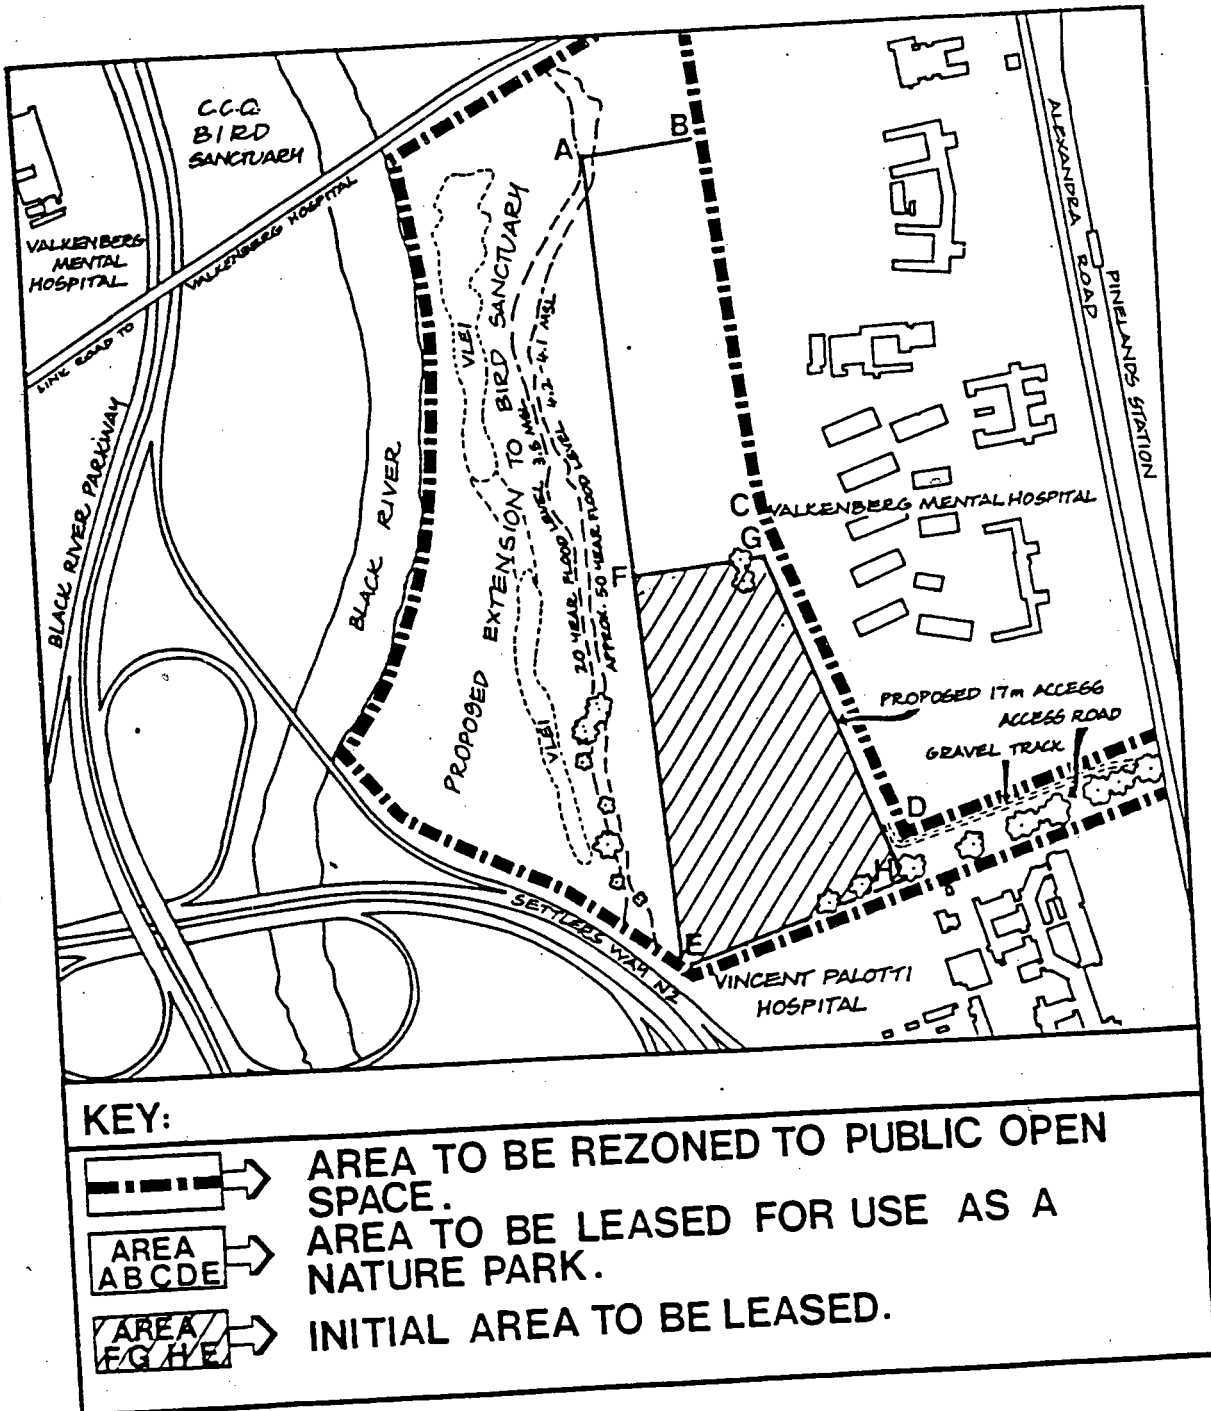 C.C.C.
BIRD
SANCTUARY
VALKENBERG
MENTAL
HOSPITAL
LINK ROAD TO VALKENBERG HOSPITAL
BLACK RIVER PARKWAY
BLACK RIVER
PROPOSED EXTENSION TO BIRD SANCTUARY
VLEI
VLEI
20 YEAR FLOOD LEVEL 3.8 MSL
APPROX. 50 YEAR FLOOD LEVEL 4.2 - 4.1 MSL
A
B
C
G
F
D
H
E
ALEXANDRA
ROAD
PINELANDS STATION
VALKENBERG MENTAL HOSPITAL
PROPOSED 17m ACCESS
ACCESS ROAD
GRAVEL TRACK
SETTLERS WAY N2
VINCENT PALOTTI
HOSPITAL
KEY:
AREA TO BE REZONED TO PUBLIC OPEN
SPACE.
AREA
ABCDE
AREA TO BE LEASED FOR USE AS A
NATURE PARK.
AREA
FG H E
INITIAL AREA TO BE LEASED.